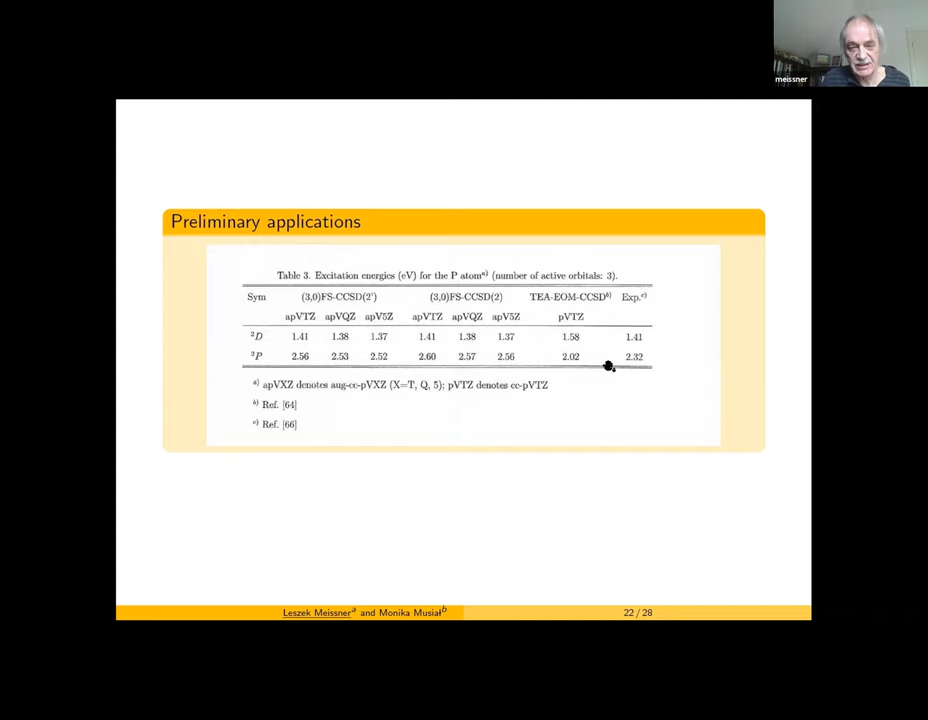 meissner
Preliminary applications
Table 3. Excitation energies (eV) for the P atom a) (number of active orbitals: 3).
Sym (3,0)FS-CCSD(2') (3,0)FS-CCSD(2) TEA-EOM-CCSD b) Exp. c)
apVTZ apVQZ apV5Z apVTZ apVQZ apV5Z pVTZ
²D 1.41 1.38 1.37 1.41 1.38 1.37 1.58 1.41
²P 2.56 2.53 2.52 2.60 2.57 2.56 2.02 2.32
a) apVXZ denotes aug-cc-pVXZ (X=T, Q, 5); pVTZ denotes cc-pVTZ
b) Ref. [64]
c) Ref. [66]
Leszek Meissner a and Monika Musiał b 22 / 28